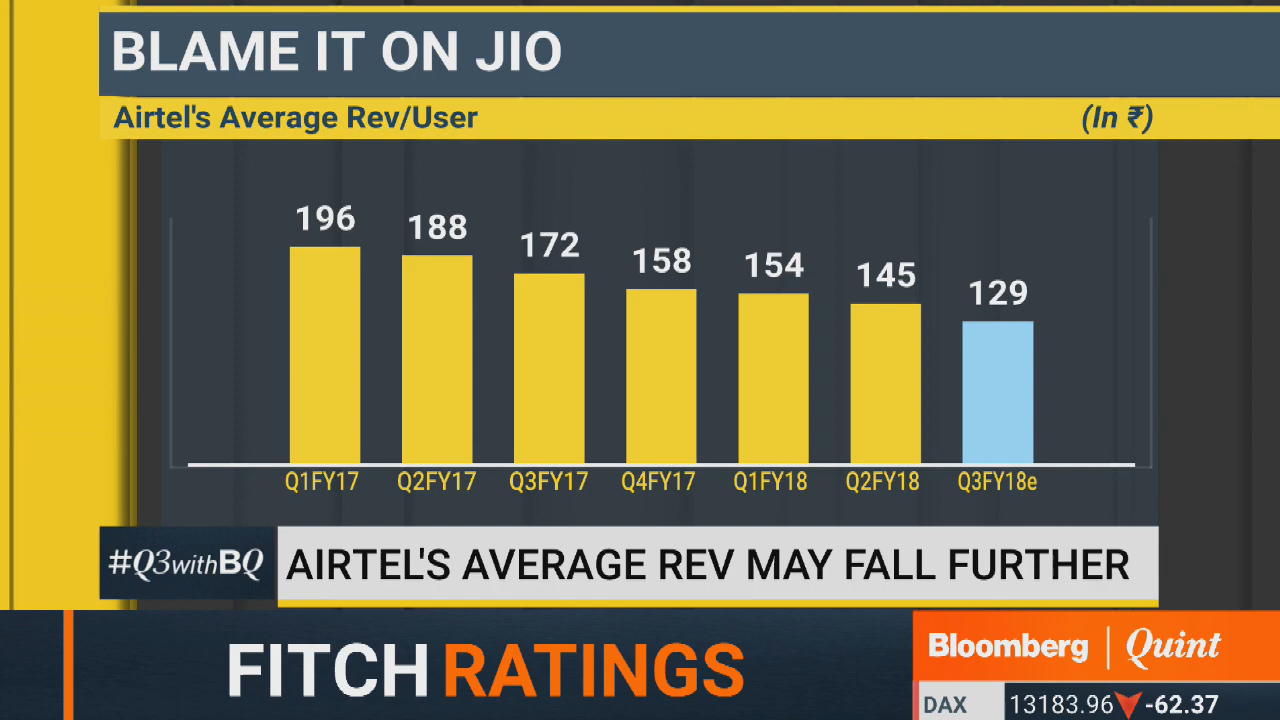 BLAME IT ON JIO
Airtel's Average Rev/User (In ₹)
196 188 172 158 154 145 129
Q1FY17 Q2FY17 Q3FY17 Q4FY17 Q1FY18 Q2FY18 Q3FY18e
#Q3withBQ AIRTEL'S AVERAGE REV MAY FALL FURTHER
FITCH RATINGS
Bloomberg | Quint
DAX 13183.96 -62.37